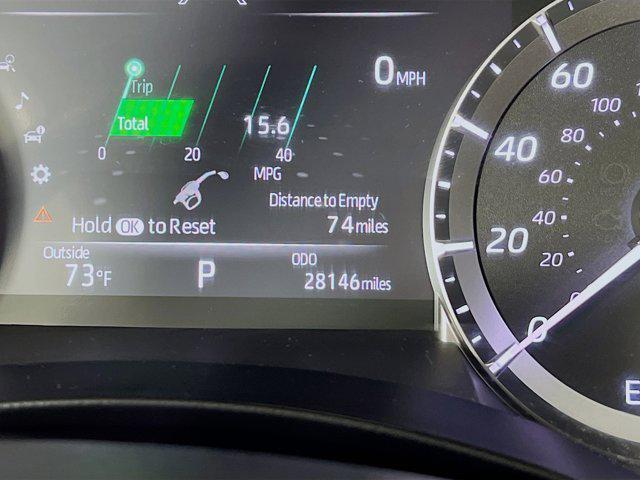 0 MPH
Trip
Total
15.6
0 20 40
MPG
Distance to Empty
74 miles
Hold OK to Reset
Outside
73°F
P
ODO
28146 miles
60
40
20
0
100
80
60
40
20
0
E